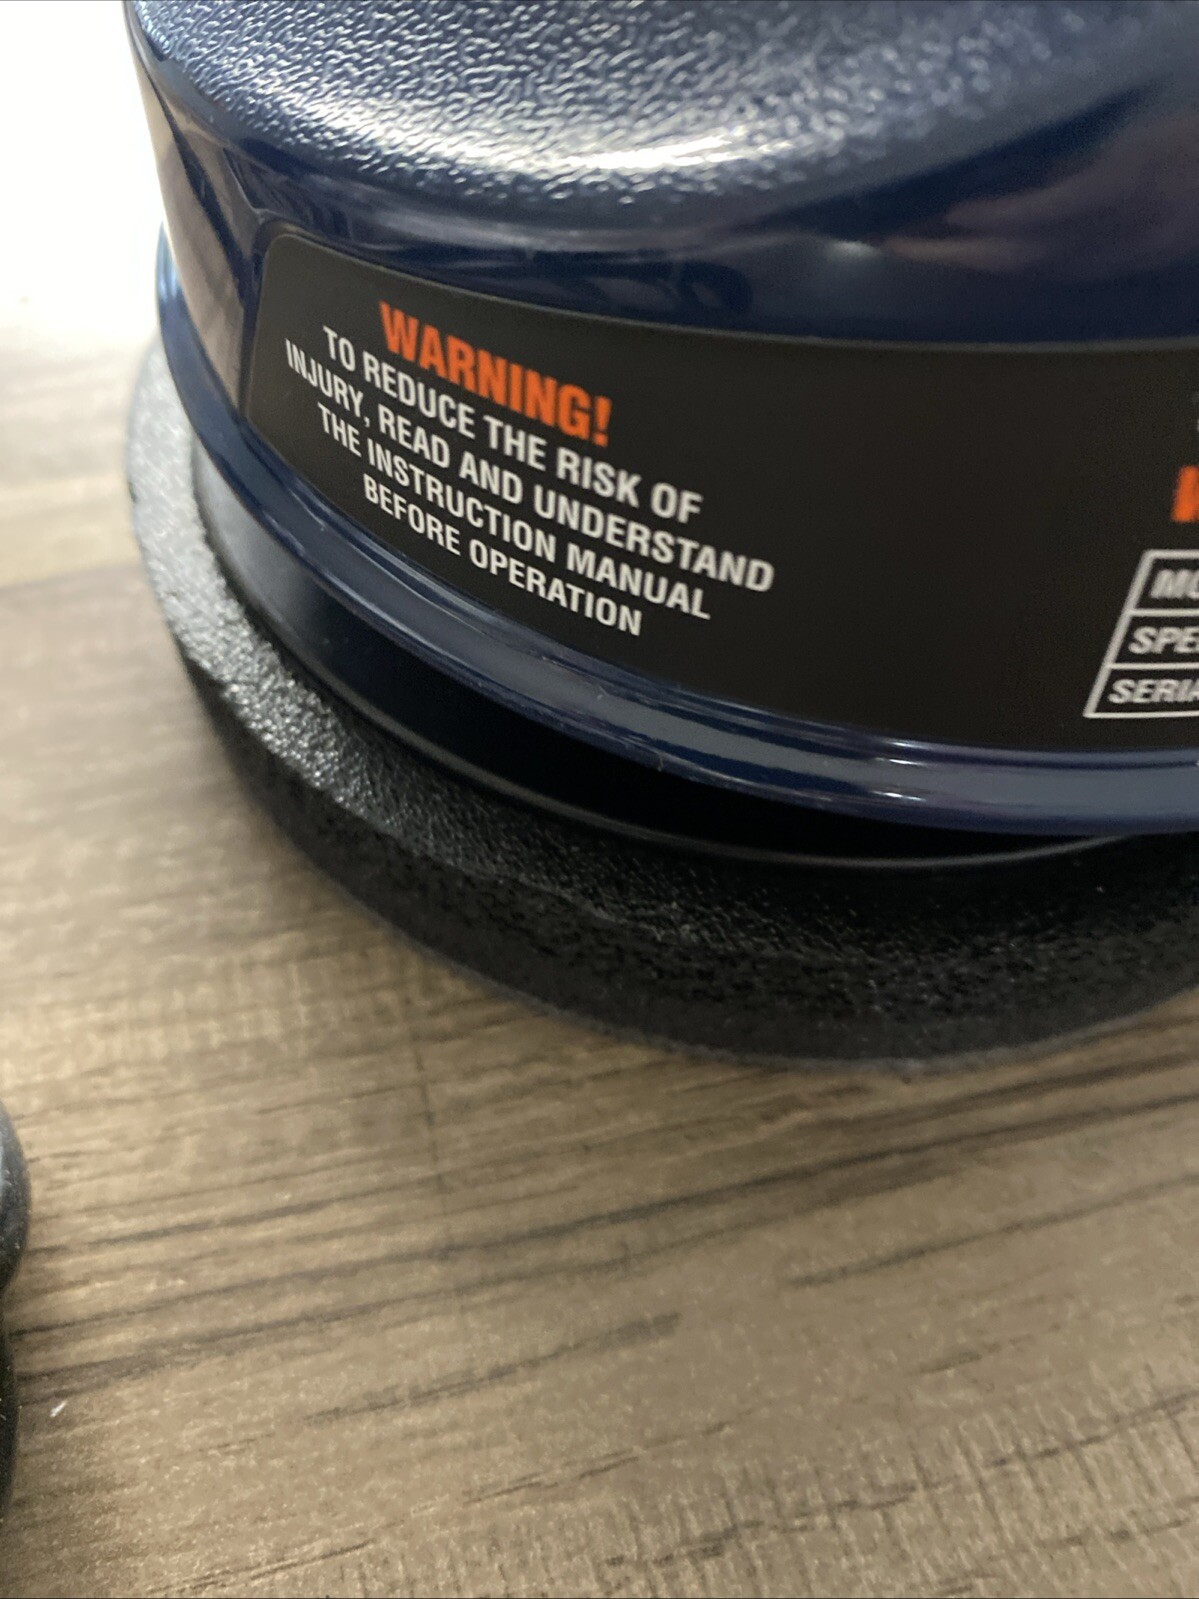 WARNING!
TO REDUCE THE RISK OF
INJURY, READ AND UNDERSTAND
THE INSTRUCTION MANUAL
BEFORE OPERATION